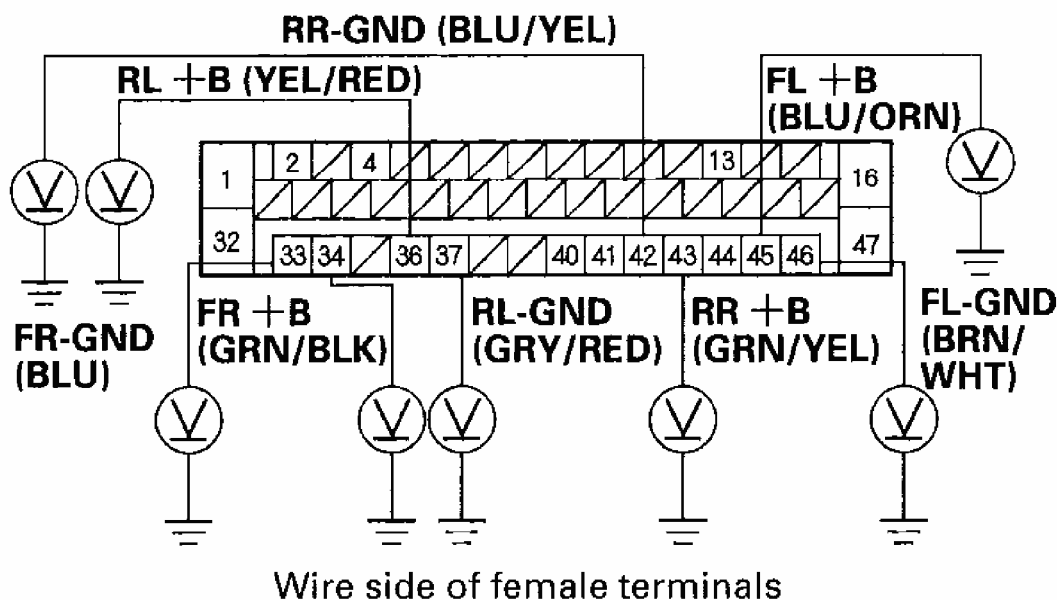 RR-GND (BLU/YEL)
RL +B (YEL/RED)
FL +B
(BLU/ORN)
1 2 4 13 16
32 33 34 36 37 40 41 42 43 44 45 46 47
FR-GND
(BLU)
FR +B
(GRN/BLK)
RL-GND
(GRY/RED)
RR +B
(GRN/YEL)
FL-GND
(BRN/
WHT)
V V V V V V V V
Wire side of female terminals